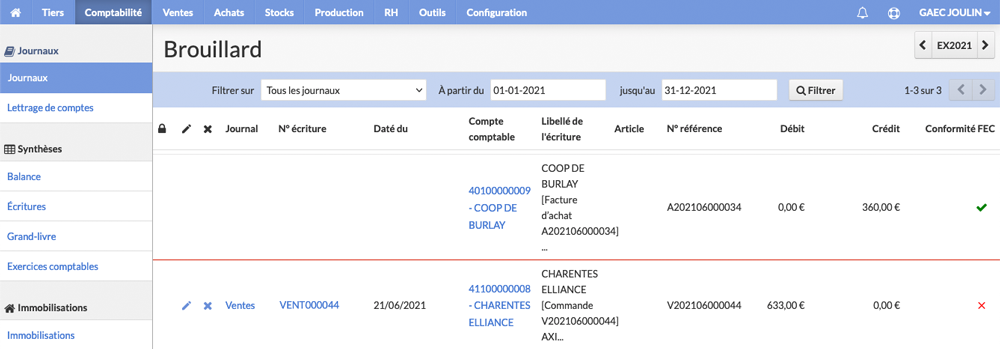 Tiers Comptabilité Ventes Achats Stocks Production RH Outils Configuration GAEC JOULIN
Journaux
Journaux
Lettrage de comptes
Synthèses
Balance
Écritures
Grand-livre
Exercices comptables
Immobilisations
Immobilisations
Brouillard
EX2021
Filtrer sur Tous les journaux À partir du 01-01-2021 jusqu'au 31-12-2021 Filtrer 1-3 sur 3
Journal N° écriture Daté du Compte comptable Libellé de l'écriture Article N° référence Débit Crédit Conformité FEC
40100000009
- COOP DE
BURLAY
COOP DE
BURLAY
[Facture
d'achat
A202106000034]
...
A202106000034 0,00 € 360,00 €
Ventes VENT000044 21/06/2021
41100000008
- CHARENTES
ELLIANCE
CHARENTES
ELLIANCE
[Commande
V202106000044]
AXI...
V202106000044 633,00 € 0,00 €